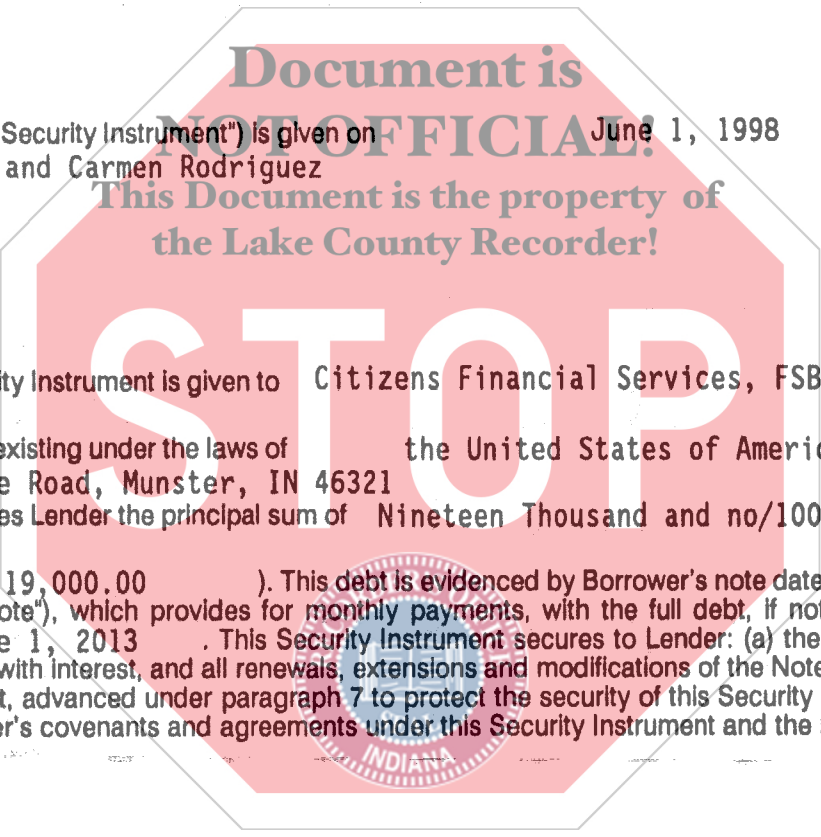 Document is
Security Instrument") is given on June 1, 1998
NOT OFFICIAL!
and Carmen Rodriguez
This Document is the property of
the Lake County Recorder!
STOP
ity Instrument is given to Citizens Financial Services, FSB
existing under the laws of the United States of Americ
e Road, Munster, IN 46321
es Lender the principal sum of Nineteen Thousand and no/100
19,000.00 ). This debt is evidenced by Borrower's note date
ote"), which provides for monthly payments, with the full debt, if not
e 1, 2013 . This Security Instrument secures to Lender: (a) the
with interest, and all renewals, extensions and modifications of the Note
t, advanced under paragraph 7 to protect the security of this Security
er's covenants and agreements under this Security Instrument and the
INDIANA